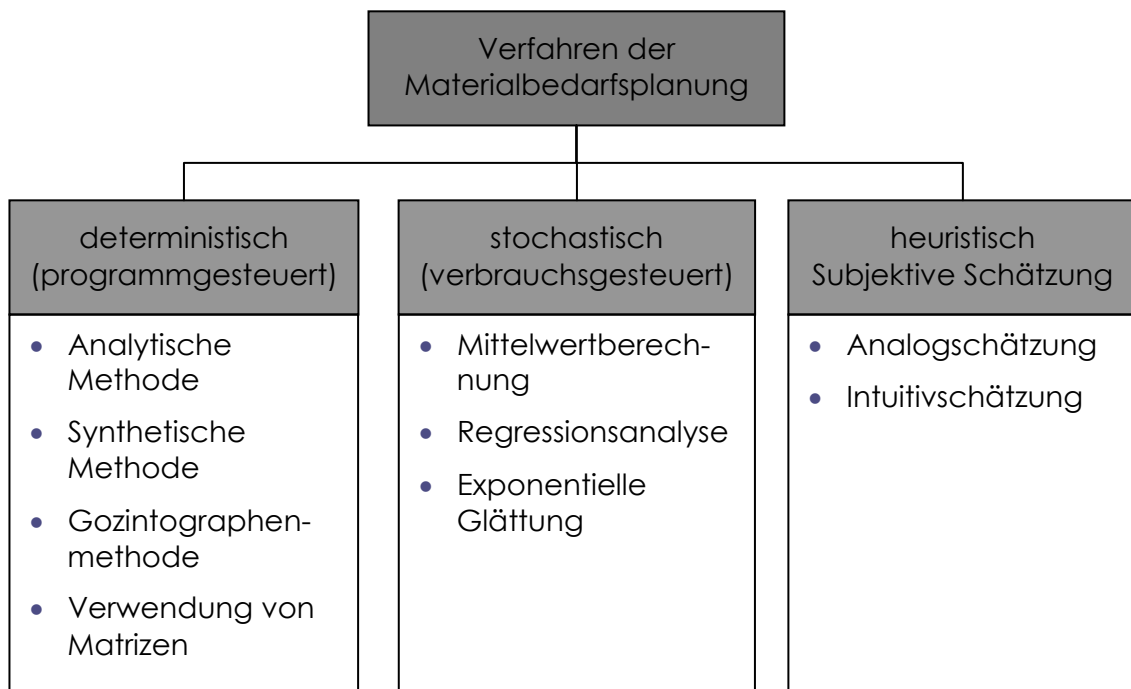 Verfahren der
Materialbedarfsplanung
deterministisch
(programmgesteuert)
• Analytische
Methode
• Synthetische
Methode
• Gozintographen-
methode
• Verwendung von
Matrizen
stochastisch
(verbrauchsgesteuert)
• Mittelwertberech-
nung
• Regressionsanalyse
• Exponentielle
Glättung
heuristisch
Subjektive Schätzung
• Analogschätzung
• Intuitivschätzung